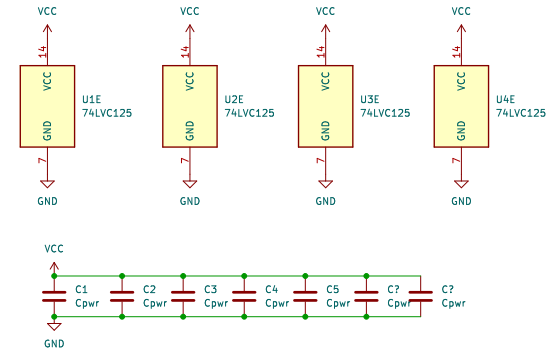 VCC VCC VCC VCC
14 14 14 14
VCC VCC VCC VCC
U1E U2E U3E U4E
74LVC125 74LVC125 74LVC125 74LVC125
GND GND GND GND
7 7 7 7
GND GND GND GND
VCC
C1 C2 C3 C4 C5 C? C?
Cpwr Cpwr Cpwr Cpwr Cpwr Cpwr Cpwr
GND